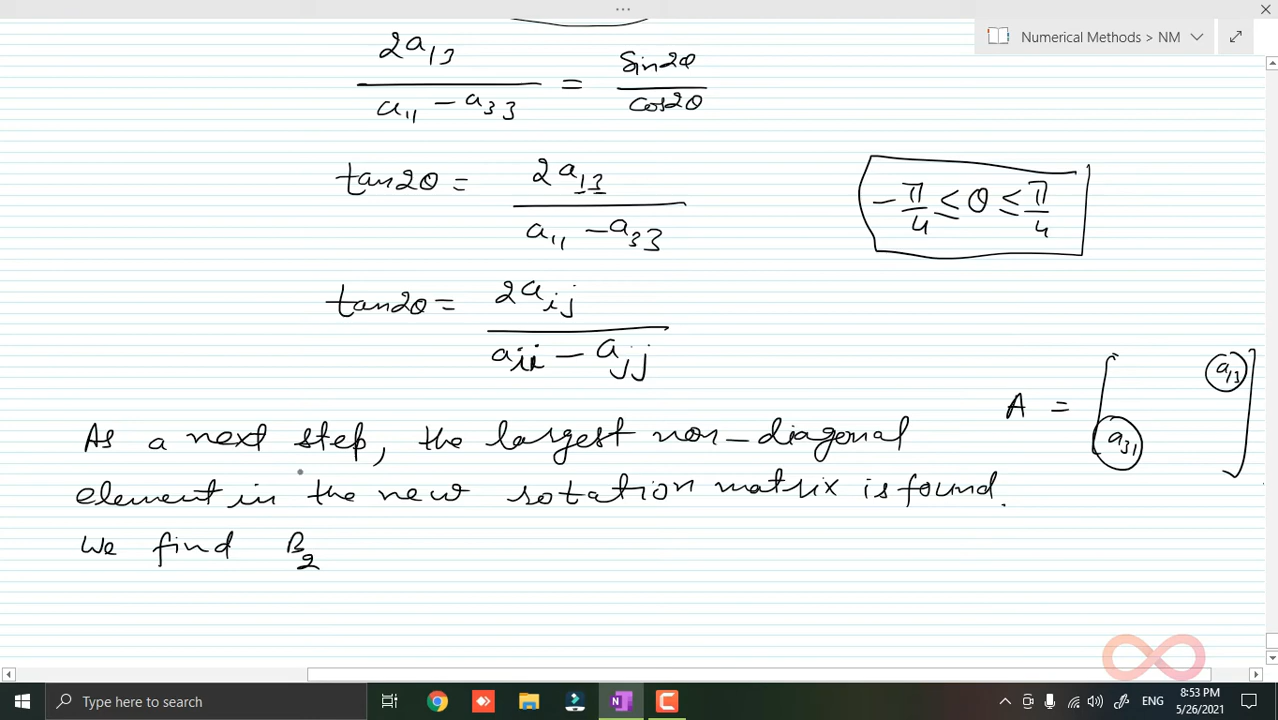 Numerical Methods > NM
2a13 / a11 - a33 = Sin2θ / cos2θ
tan2θ = 2a13 / a11 - a33
-π/4 ≤ θ ≤ π/4
tan2θ = 2aij / aii - ajj
A = [ a13 a31 ]
As a next step, the largest non-diagonal
element in the new rotation matrix is found.
We find B2
Type here to search
ENG
8:53 PM
5/26/2021